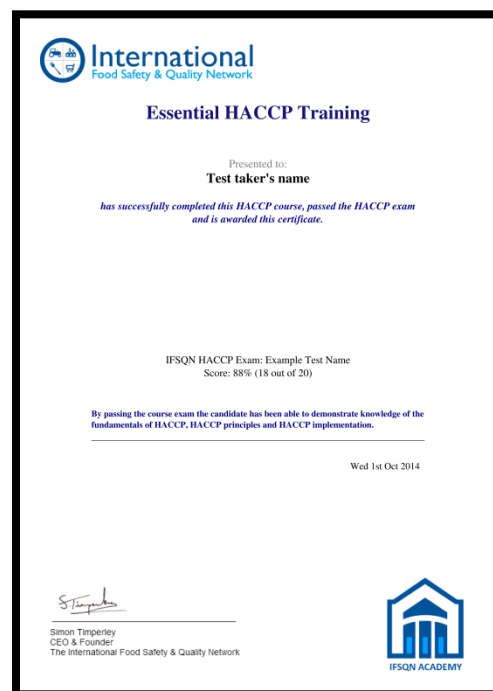 International
Food Safety & Quality Network
Essential HACCP Training
Presented to:
Test taker's name
has successfully completed this HACCP course, passed the HACCP exam
and is awarded this certificate.
IFSQN HACCP Exam: Example Test Name
Score: 88% (18 out of 20)
By passing the course exam the candidate has been able to demonstrate knowledge of the
fundamentals of HACCP, HACCP principles and HACCP implementation.
Wed 1st Oct 2014
S Timperley
Simon Timperley
CEO & Founder
The International Food Safety & Quality Network
IFSQN ACADEMY